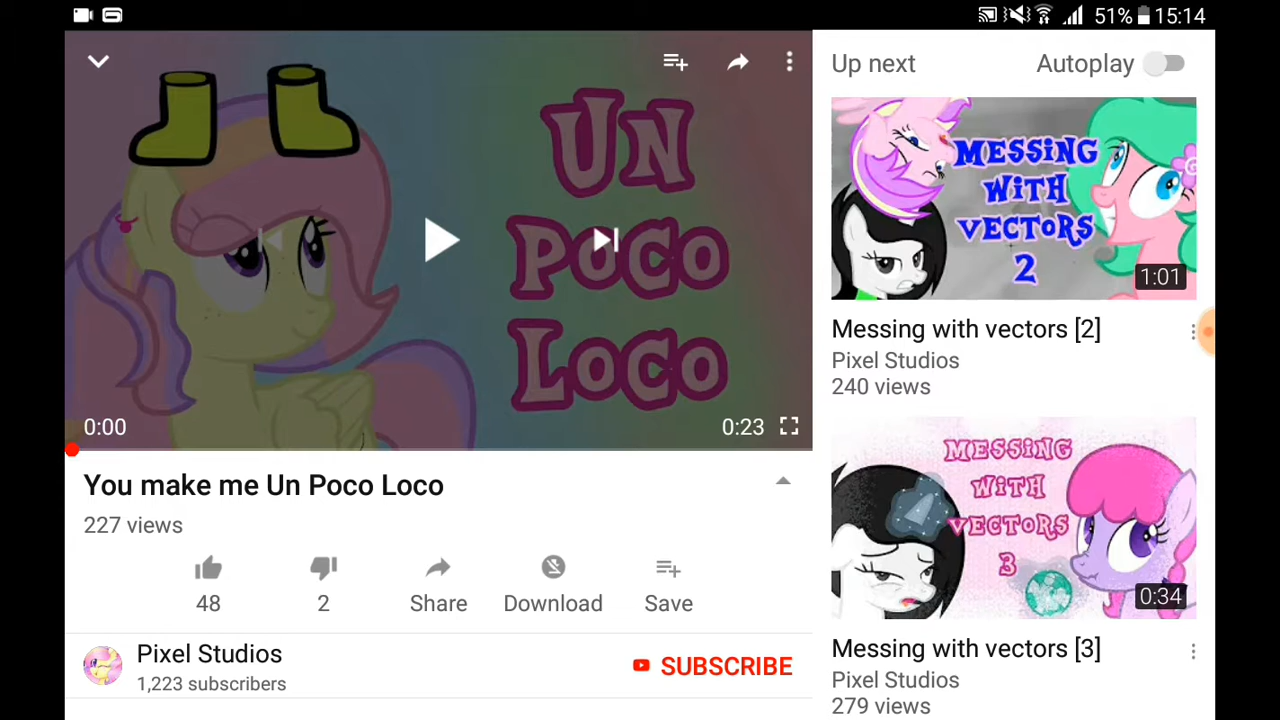 51% 15:14
UN
POCO
LOCO
0:00
0:23
You make me Un Poco Loco
227 views
48
2
Share
Download
Save
Pixel Studios
1,223 subscribers
SUBSCRIBE
Up next
Autoplay
MESSING
WITH
VECTORS
2
1:01
Messing with vectors [2]
Pixel Studios
240 views
MESSING
WITH
VECTORS
3
0:34
Messing with vectors [3]
Pixel Studios
279 views